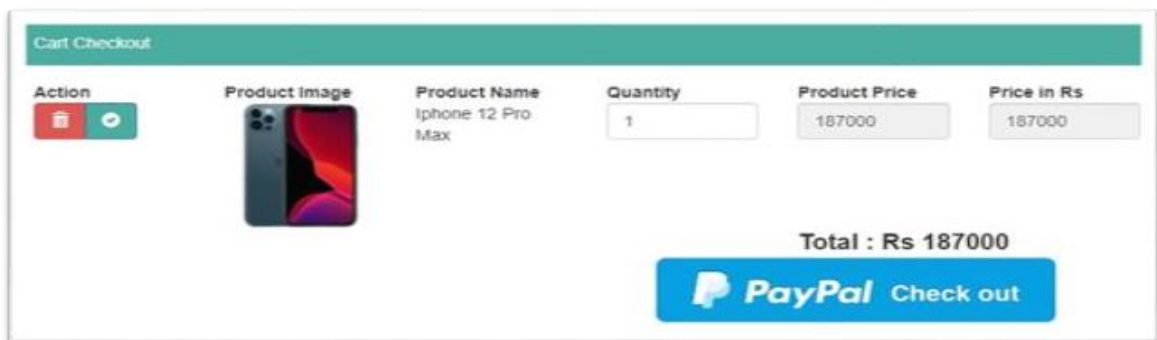 Cart Checkout
Action Product Image Product Name Quantity Product Price Price in Rs
Iphone 12 Pro Max 1 187000 187000
Total : Rs 187000
PayPal Check out